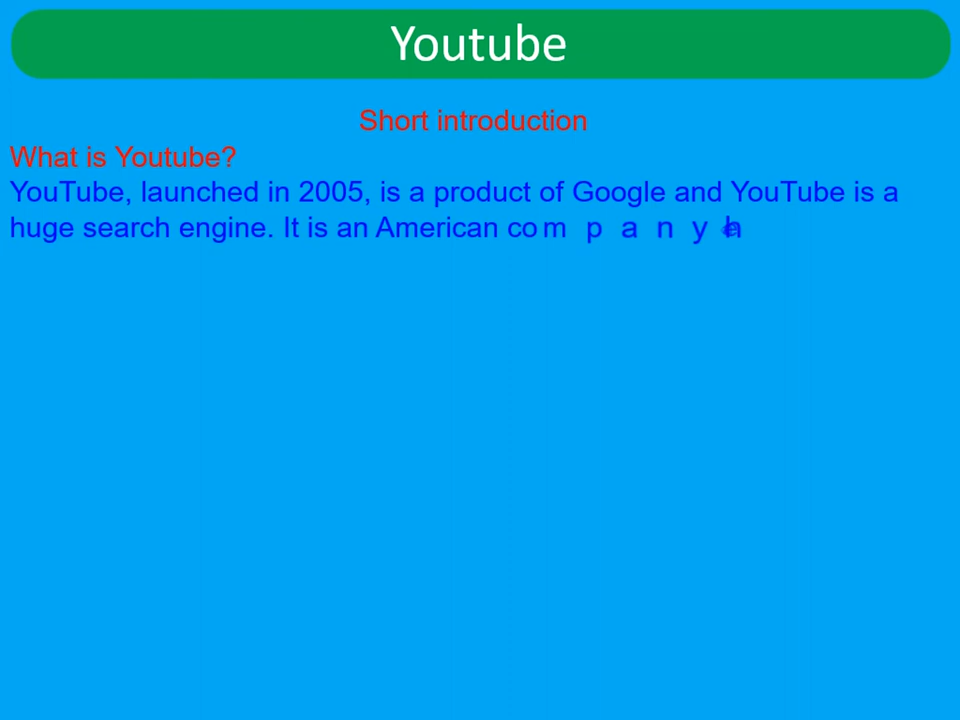 Youtube
Short introduction
What is Youtube?
YouTube, launched in 2005, is a product of Google and YouTube is a
huge search engine. It is an American company